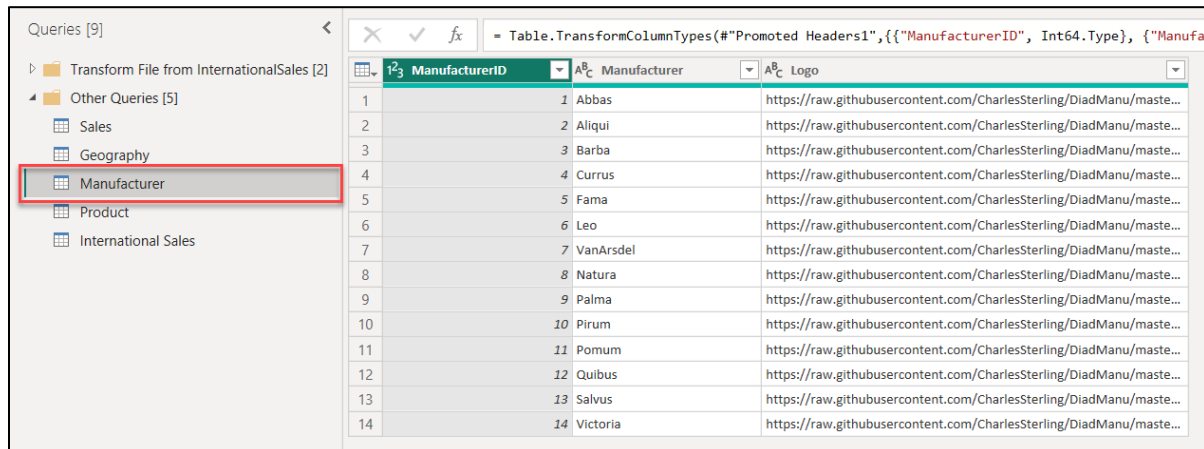 Queries [9]
fx = Table.TransformColumnTypes(#"Promoted Headers1",{{"ManufacturerID", Int64.Type}, {"Manufa
Transform File from InternationalSales [2]
Other Queries [5]
Sales
Geography
Manufacturer
Product
International Sales
1²3 ManufacturerID ABC Manufacturer ABC Logo
1 1 Abbas https://raw.githubusercontent.com/CharlesSterling/DiadManu/maste...
2 2 Aliqui https://raw.githubusercontent.com/CharlesSterling/DiadManu/maste...
3 3 Barba https://raw.githubusercontent.com/CharlesSterling/DiadManu/maste...
4 4 Currus https://raw.githubusercontent.com/CharlesSterling/DiadManu/maste...
5 5 Fama https://raw.githubusercontent.com/CharlesSterling/DiadManu/maste...
6 6 Leo https://raw.githubusercontent.com/CharlesSterling/DiadManu/maste...
7 7 VanArsdel https://raw.githubusercontent.com/CharlesSterling/DiadManu/maste...
8 8 Natura https://raw.githubusercontent.com/CharlesSterling/DiadManu/maste...
9 9 Palma https://raw.githubusercontent.com/CharlesSterling/DiadManu/maste...
10 10 Pirum https://raw.githubusercontent.com/CharlesSterling/DiadManu/maste...
11 11 Pomum https://raw.githubusercontent.com/CharlesSterling/DiadManu/maste...
12 12 Quibus https://raw.githubusercontent.com/CharlesSterling/DiadManu/maste...
13 13 Salvus https://raw.githubusercontent.com/CharlesSterling/DiadManu/maste...
14 14 Victoria https://raw.githubusercontent.com/CharlesSterling/DiadManu/maste...